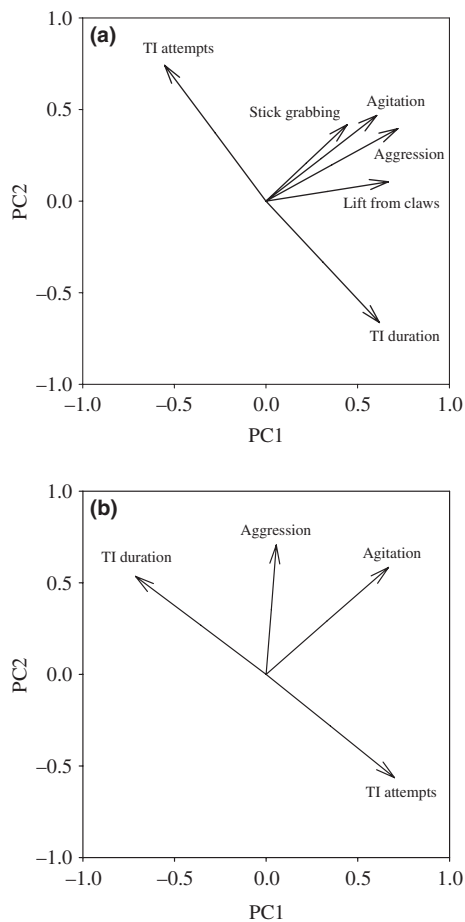 (a)
TI attempts
Stick grabbing
Agitation
Aggression
Lift from claws
TI duration
1.0
0.5
0.0
−0.5
−1.0
PC2
−1.0 −0.5 0.0 0.5 1.0
PC1
(b)
Aggression
TI duration
Agitation
TI attempts
1.0
0.5
0.0
−0.5
−1.0
PC2
−1.0 −0.5 0.0 0.5 1.0
PC1